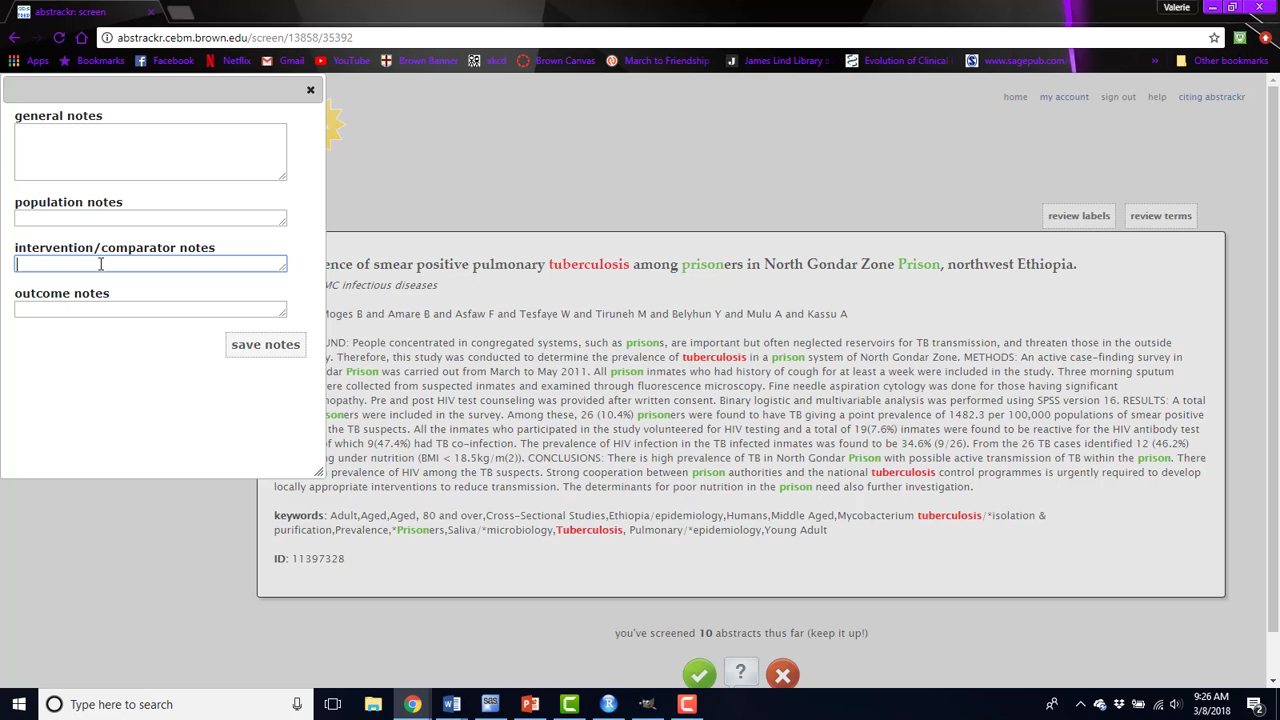 abstrackr: screen
Valerie
abstrackr.cebm.brown.edu/screen/13858/35392
Apps Bookmarks Facebook Netflix Gmail YouTube Brown Banner xkcd Brown Canvas March to Friendship James Lind Library Evolution of Clinical www.sagepub.com/ » Other bookmarks
home my account sign out help citing abstrackr
general notes
population notes
intervention/comparator notes
outcome notes
save notes
review labels review terms
ence of smear positive pulmonary tuberculosis among prisoners in North Gondar Zone Prison, northwest Ethiopia.
MC infectious diseases
Moges B and Amare B and Asfaw F and Tesfaye W and Tiruneh M and Belyhun Y and Mulu A and Kassu A
UND: People concentrated in congregated systems, such as prisons, are important but often neglected reservoirs for TB transmission, and threaten those in the outside
y. Therefore, this study was conducted to determine the prevalence of tuberculosis in a prison system of North Gondar Zone. METHODS: An active case-finding survey in
dar Prison was carried out from March to May 2011. All prison inmates who had history of cough for at least a week were included in the study. Three morning sputum
ere collected from suspected inmates and examined through fluorescence microscopy. Fine needle aspiration cytology was done for those having significant
opathy. Pre and post HIV test counseling was provided after written consent. Binary logistic and multivariable analysis was performed using SPSS version 16. RESULTS: A total
soners were included in the survey. Among these, 26 (10.4%) prisoners were found to have TB giving a point prevalence of 1482.3 per 100,000 populations of smear positive
the TB suspects. All the inmates who participated in the study volunteered for HIV testing and a total of 19(7.6%) inmates were found to be reactive for the HIV antibody test
of which 9(47.4%) had TB co-infection. The prevalence of HIV infection in the TB infected inmates was found to be 34.6% (9/26). From the 26 TB cases identified 12 (46.2%)
ng under nutrition (BMI < 18.5kg/m(2)). CONCLUSIONS: There is high prevalence of TB in North Gondar Prison with possible active transmission of TB within the prison.
prevalence of HIV among the TB suspects. Strong cooperation between prison authorities and the national tuberculosis control programmes is urgently required to develop
locally appropriate interventions to reduce transmission. The determinants for poor nutrition in the prison need also further investigation.
keywords: Adult,Aged,Aged, 80 and over,Cross-Sectional Studies,Ethiopia/epidemiology,Humans,Middle Aged,Mycobacterium tuberculosis/*isolation &
purification,Prevalence,*Prisoners,Saliva/*microbiology,Tuberculosis, Pulmonary/*epidemiology,Young Adult
ID: 11397328
you've screened 10 abstracts thus far (keep it up!)
?
Type here to search
9:26 AM
3/8/2018